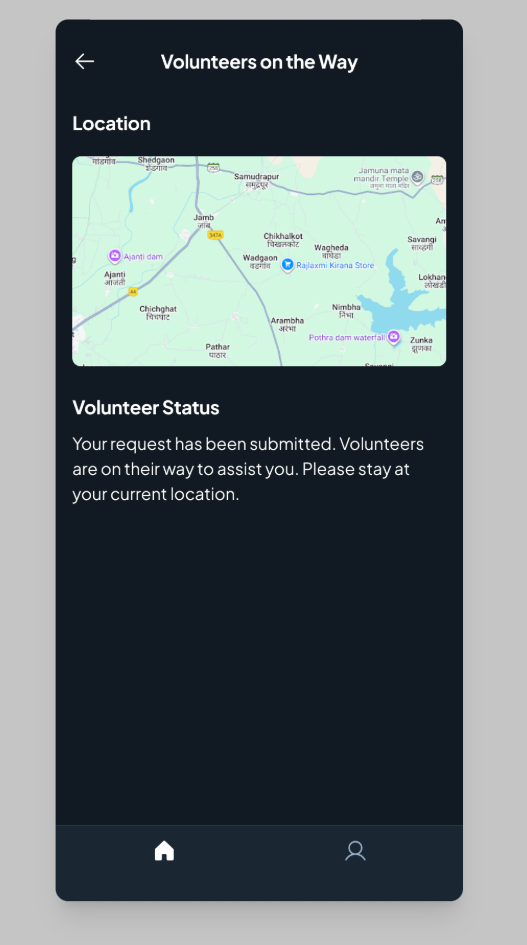 Volunteers on the Way
Location
Shedgaon
शेडगाव
Samudrapur
समुद्रपूर
Jamuna mata
mandir Temple
Jamb
जांब
347A
Chikhalkot
चिखलकोट
Wagheda
वाघेडा
Savangi
सावंगी
Ajanti dam
Wadgaon
वडगाव
Rajlaxmi Kirana Store
Ajanti
आजंती
44
Chichghat
चिचघाट
Nimbha
निंभा
Arambha
अरंभा
Pothra dam waterfall
Zunka
झुणका
Pathar
पाठार
Volunteer Status
Your request has been submitted. Volunteers
are on their way to assist you. Please stay at
your current location.